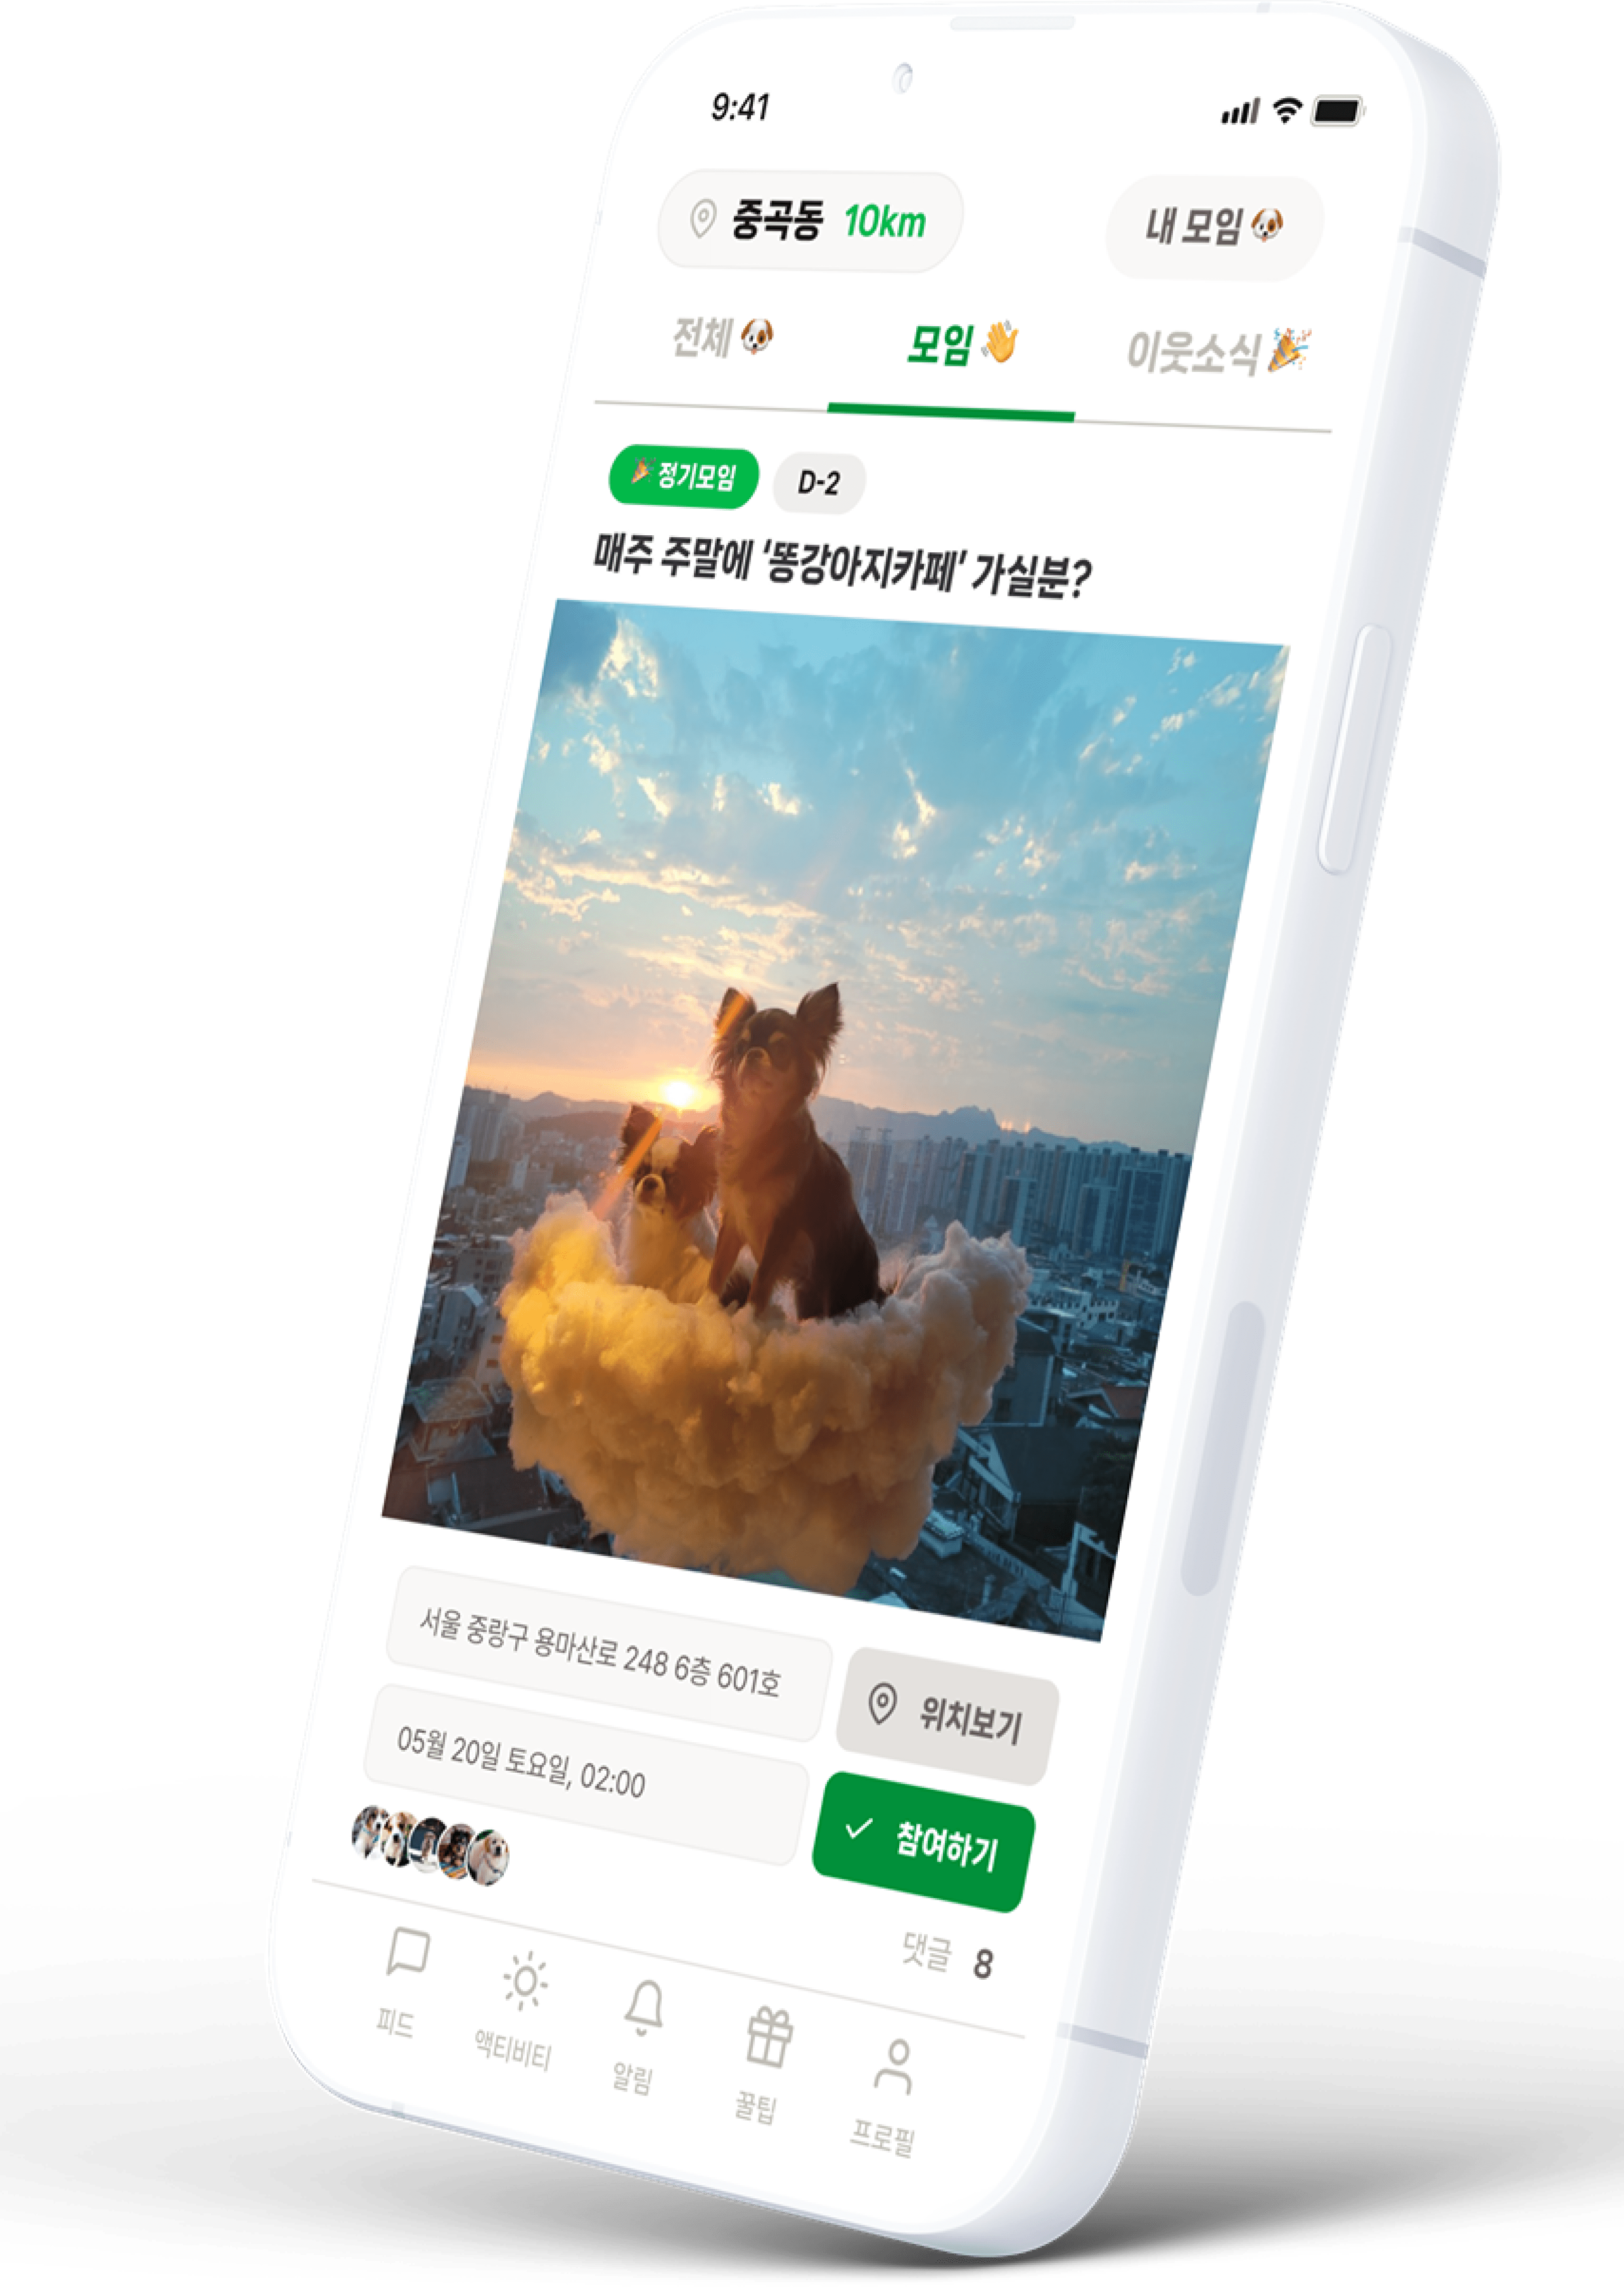 9:41
중곡동 10km
내 모임🐶
전체🐶
모임👋
이웃소식🎉
🎉정기모임
D-2
매주 주말에 ‘똥강아지카페’ 가실분?
서울 중랑구 용마산로 248 6층 601호
위치보기
05월 20일 토요일, 02:00
참여하기
댓글 8
피드
액티비티
알림
꿀팁
프로필